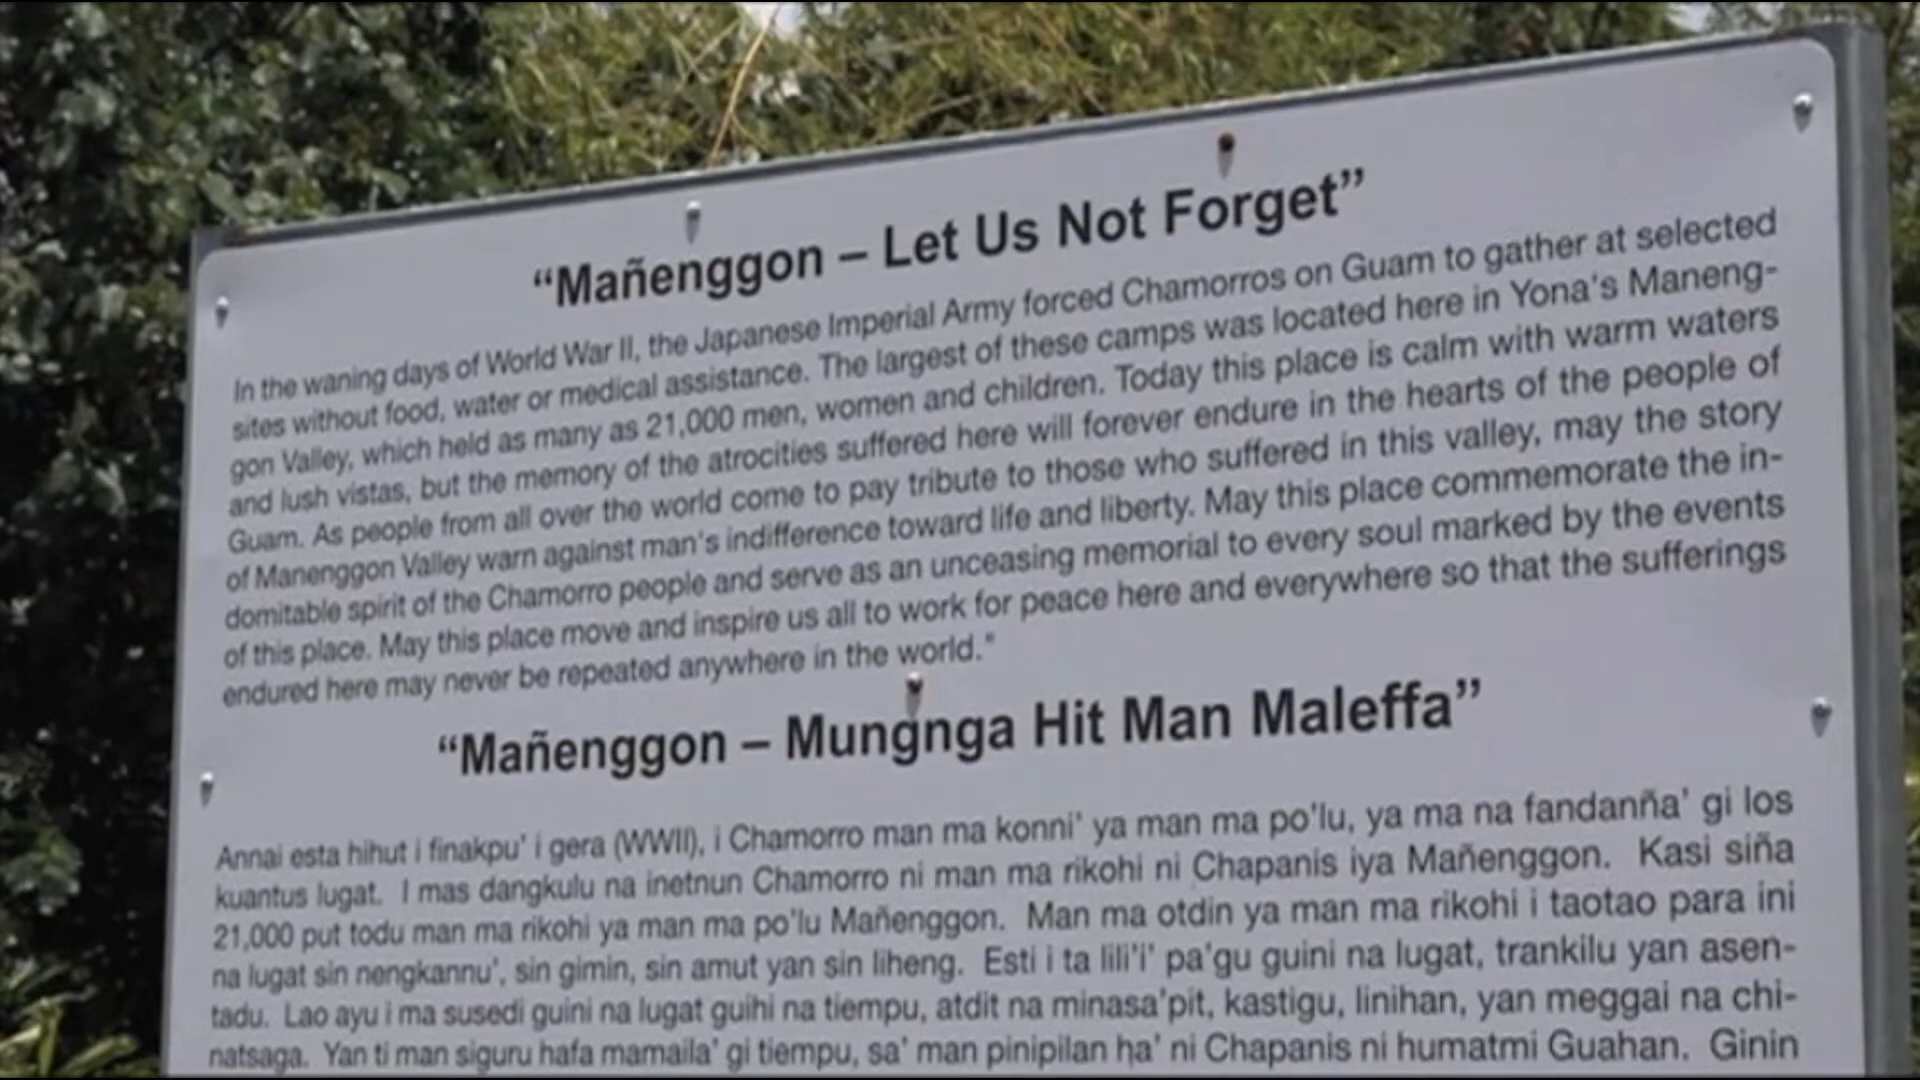 “Mañenggon – Let Us Not Forget”
In the waning days of World War II, the Japanese Imperial Army forced Chamorros on Guam to gather at selected
sites without food, water or medical assistance. The largest of these camps was located here in Yona's Maneng-
gon Valley, which held as many as 21,000 men, women and children. Today this place is calm with warm waters
and lush vistas, but the memory of the atrocities suffered here will forever endure in the hearts of the people of
Guam. As people from all over the world come to pay tribute to those who suffered in this valley, may the story
of Manenggon Valley warn against man's indifference toward life and liberty. May this place commemorate the in-
domitable spirit of the Chamorro people and serve as an unceasing memorial to every soul marked by the events
of this place. May this place move and inspire us all to work for peace here and everywhere so that the sufferings
endured here may never be repeated anywhere in the world."
“Mañenggon – Mungnga Hit Man Maleffa”
Annai esta hihut i finakpu' i gera (WWII), i Chamorro man ma konni' ya man ma po'lu, ya ma na fandanña' gi los
kuantus lugat. I mas dangkulu na inetnun Chamorro ni man ma rikohi ni Chapanis iya Mañenggon. Kasi siña
21,000 put todu man ma rikohi ya man ma po'lu Mañenggon. Man ma otdin ya man ma rikohi i taotao para ini
na lugat sin nengkannu', sin gimin, sin amut yan sin liheng. Esti i ta lili'i' pa'gu guini na lugat, trankilu yan asen-
tadu. Lao ayu i ma susedi guini na lugat guihi na tiempu, atdit na minasa'pit, kastigu, linihan, yan meggai na chi-
natsaga. Yan ti man siguru hafa mamaila' gi tiempu, sa' man pinipilan ha' ni Chapanis ni humatmi Guahan. Ginin